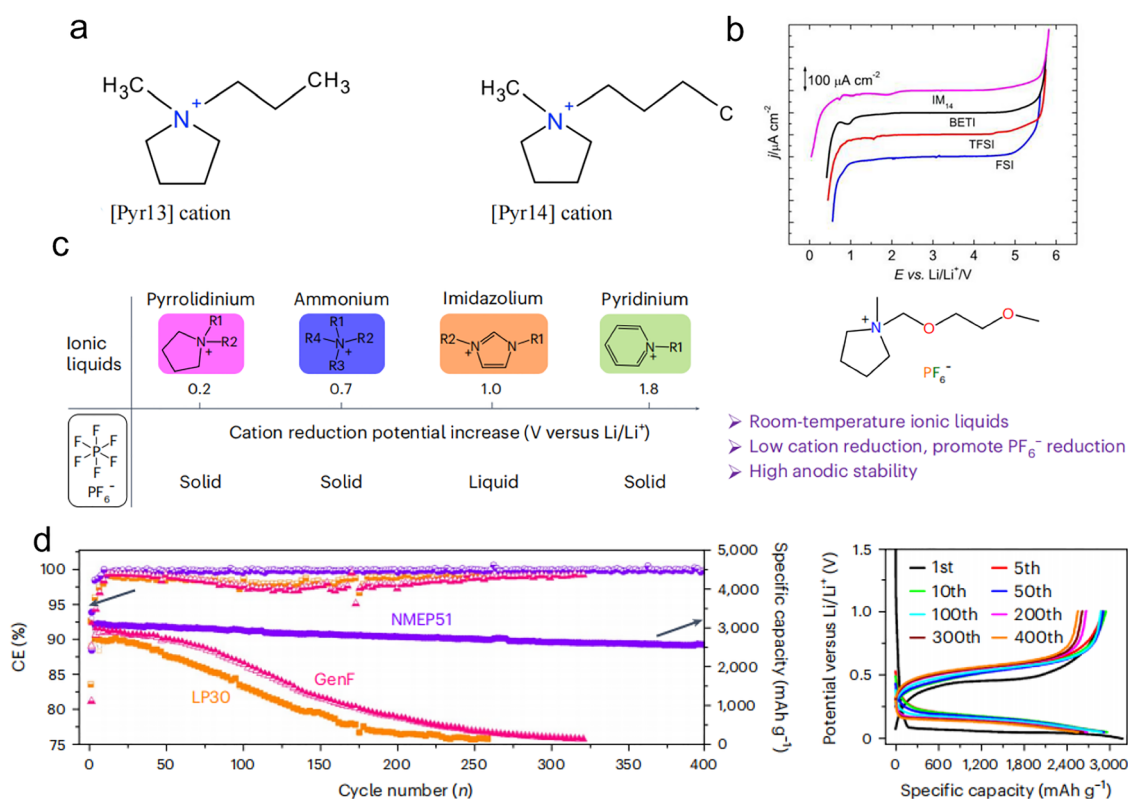 a
H₃C
CH₃
N
+
[Pyr13] cation
H₃C
C
N
+
[Pyr14] cation
b
100 μA cm⁻²
IM₁₄
BETI
TFSI
FSI
j/μA cm⁻²
0 1 2 3 4 5 6
E vs. Li/Li⁺/V
c
Pyrrolidinium Ammonium Imidazolium Pyridinium
Ionic
liquids
R1
N
R2
+
R1
R4
N
R2
+
R3
R2
N
N
R1
+
N
R1
+
0.2 0.7 1.0 1.8
Cation reduction potential increase (V versus Li/Li⁺)
F
F
F
P
F
F
F
PF₆⁻
Solid Solid Liquid Solid
+
N
O
O
PF₆⁻
➢ Room-temperature ionic liquids
➢ Low cation reduction, promote PF₆⁻ reduction
➢ High anodic stability
d
CE (%)
100
95
90
85
80
75
NMEP51
GenF
LP30
0 50 100 150 200 250 300 350 400
Cycle number (n)
5,000
4,000
3,000
2,000
1,000
0
Specific capacity (mAh g⁻¹)
Potential versus Li/Li⁺ (V)
1.5
1.0
0.5
0
1st 5th
10th 50th
100th 200th
300th 400th
0 600 1,200 1,800 2,400 3,000
Specific capacity (mAh g⁻¹)